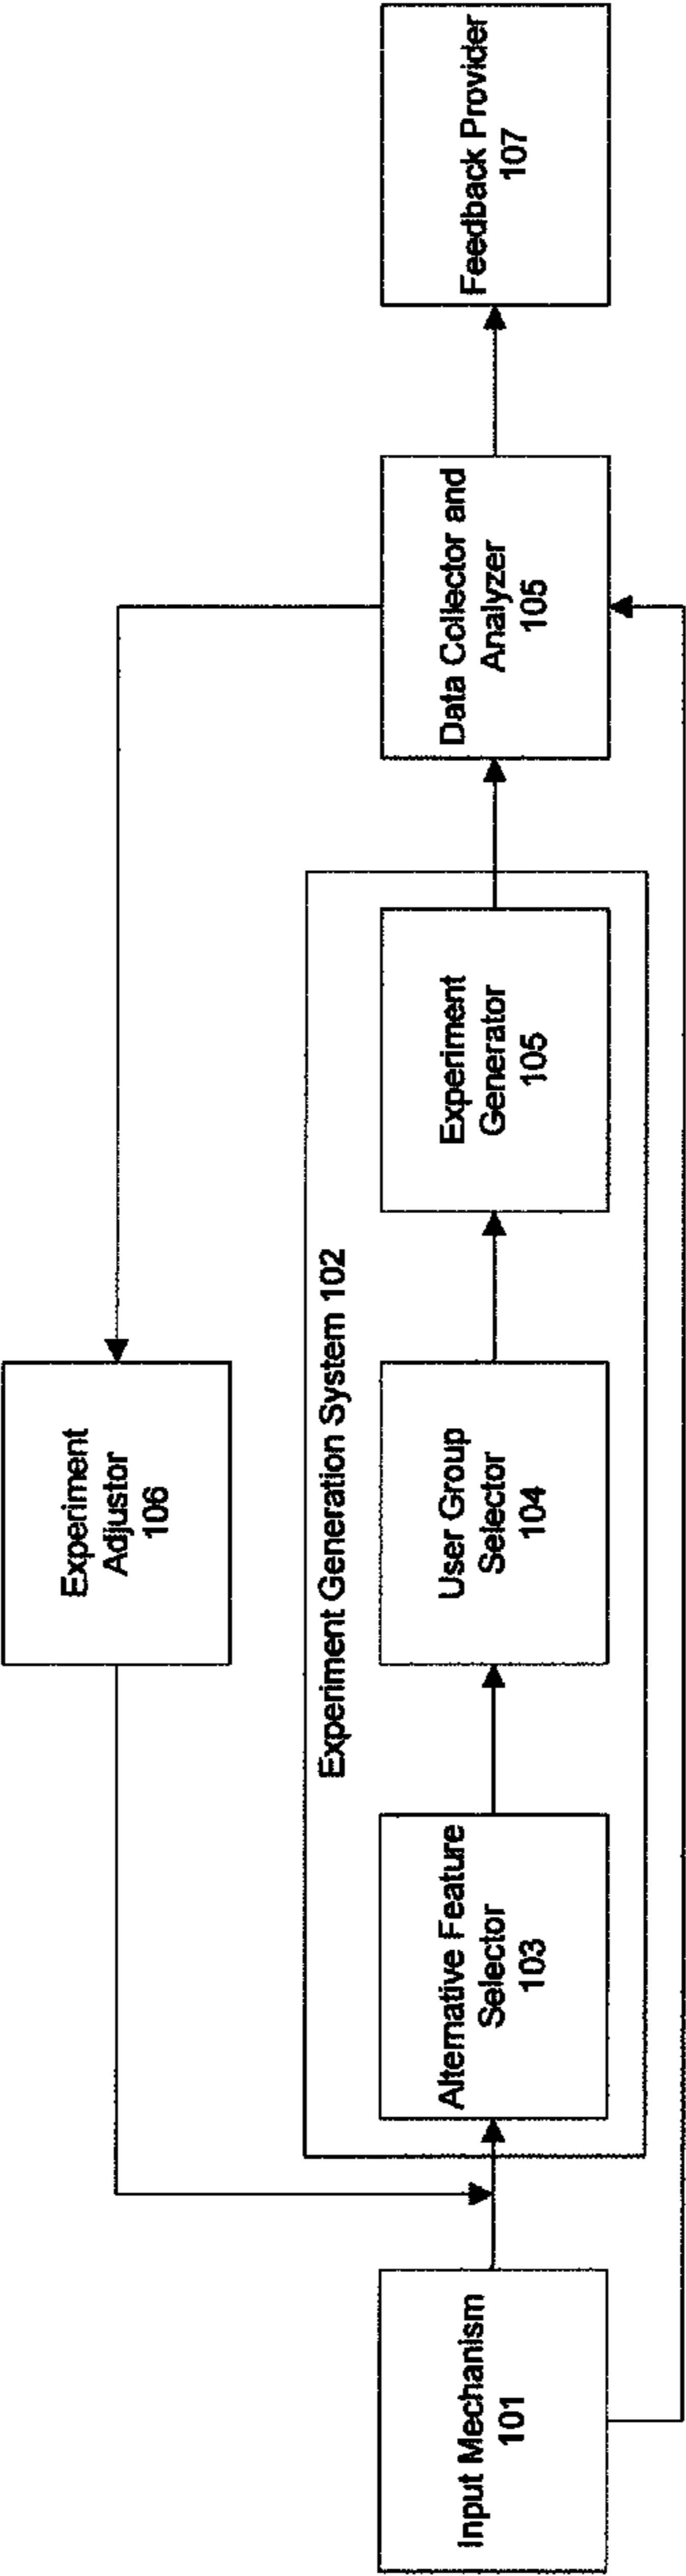 Experiment
Adjustor
106
Experiment Generation System 102
Input Mechanism
101
Alternative Feature
Selector
103
User Group
Selector
104
Experiment
Generator
105
Data Collector and
Analyzer
105
Feedback Provider
107